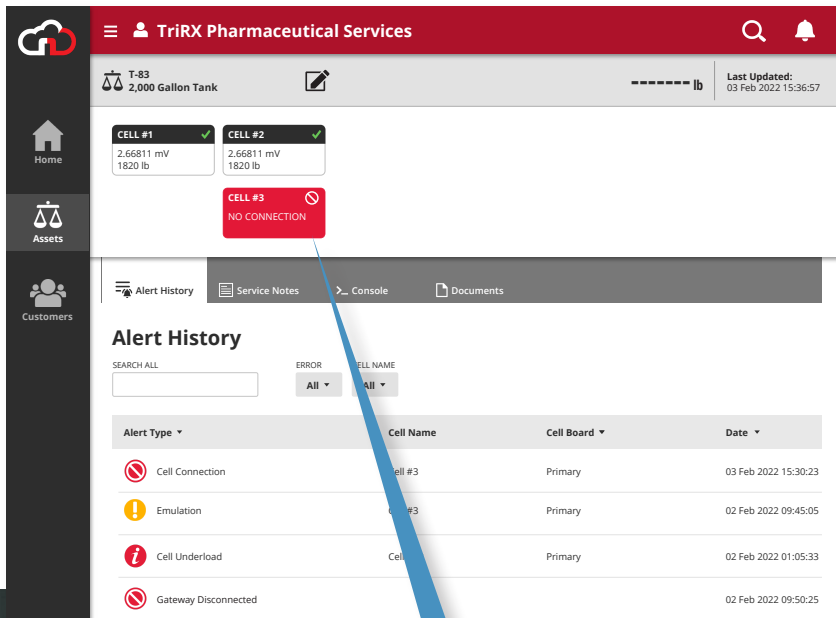 TriRX Pharmaceutical Services
T-83
2,000 Gallon Tank
------- lb
Last Updated:
03 Feb 2022 15:36:57
Home
Assets
Customers
CELL #1
2.66811 mV
1820 lb
CELL #2
2.66811 mV
1820 lb
CELL #3
NO CONNECTION
Alert History
Service Notes
>_ Console
Documents
Alert History
SEARCH ALL
ERROR
All
All
Alert Type Cell Name Cell Board Date
Cell Connection #3 Primary 03 Feb 2022 15:30:23
Emulation #3 Primary 02 Feb 2022 09:45:05
Cell Underload Cell Primary 02 Feb 2022 01:05:33
Gateway Disconnected 02 Feb 2022 09:50:25